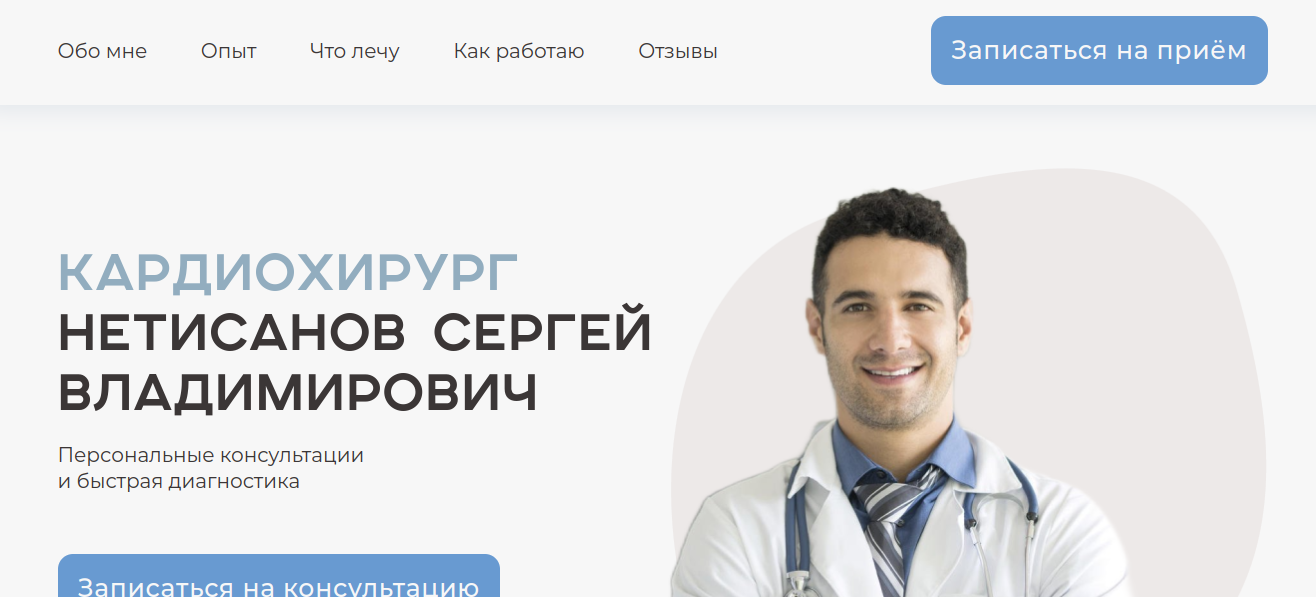 Обо мне
Опыт
Что лечу
Как работаю
Отзывы
Записаться на приём
КАРДИОХИРУРГ
НЕТИСАНОВ СЕРГЕЙ
ВЛАДИМИРОВИЧ
Персональные консультации
и быстрая диагностика
Записаться на консультацию